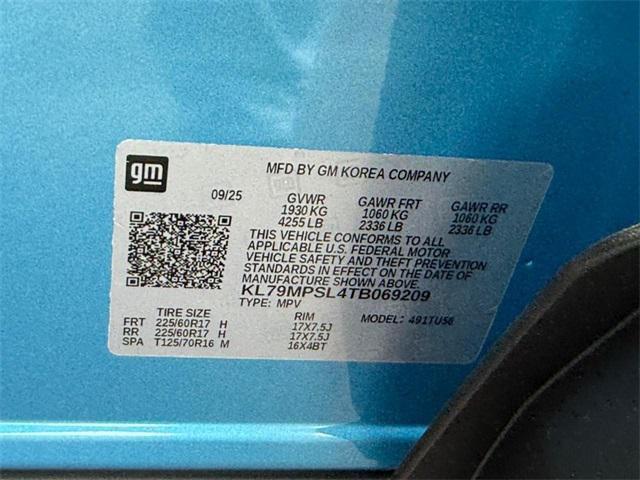 gm
MFD BY GM KOREA COMPANY
09/25 GVWR GAWR FRT GAWR RR
1930 KG 1060 KG 1060 KG
4255 LB 2336 LB 2336 LB
THIS VEHICLE CONFORMS TO ALL
APPLICABLE U.S. FEDERAL MOTOR
VEHICLE SAFETY AND THEFT PREVENTION
STANDARDS IN EFFECT ON THE DATE OF
MANUFACTURE SHOWN ABOVE.
KL79MPSL4TB069209
TYPE: MPV MODEL: 491TU56
TIRE SIZE RIM
FRT 225/60R17 H 17X7.5J
RR 225/60R17 H 17X7.5J
SPA T125/70R16 M 16X4BT